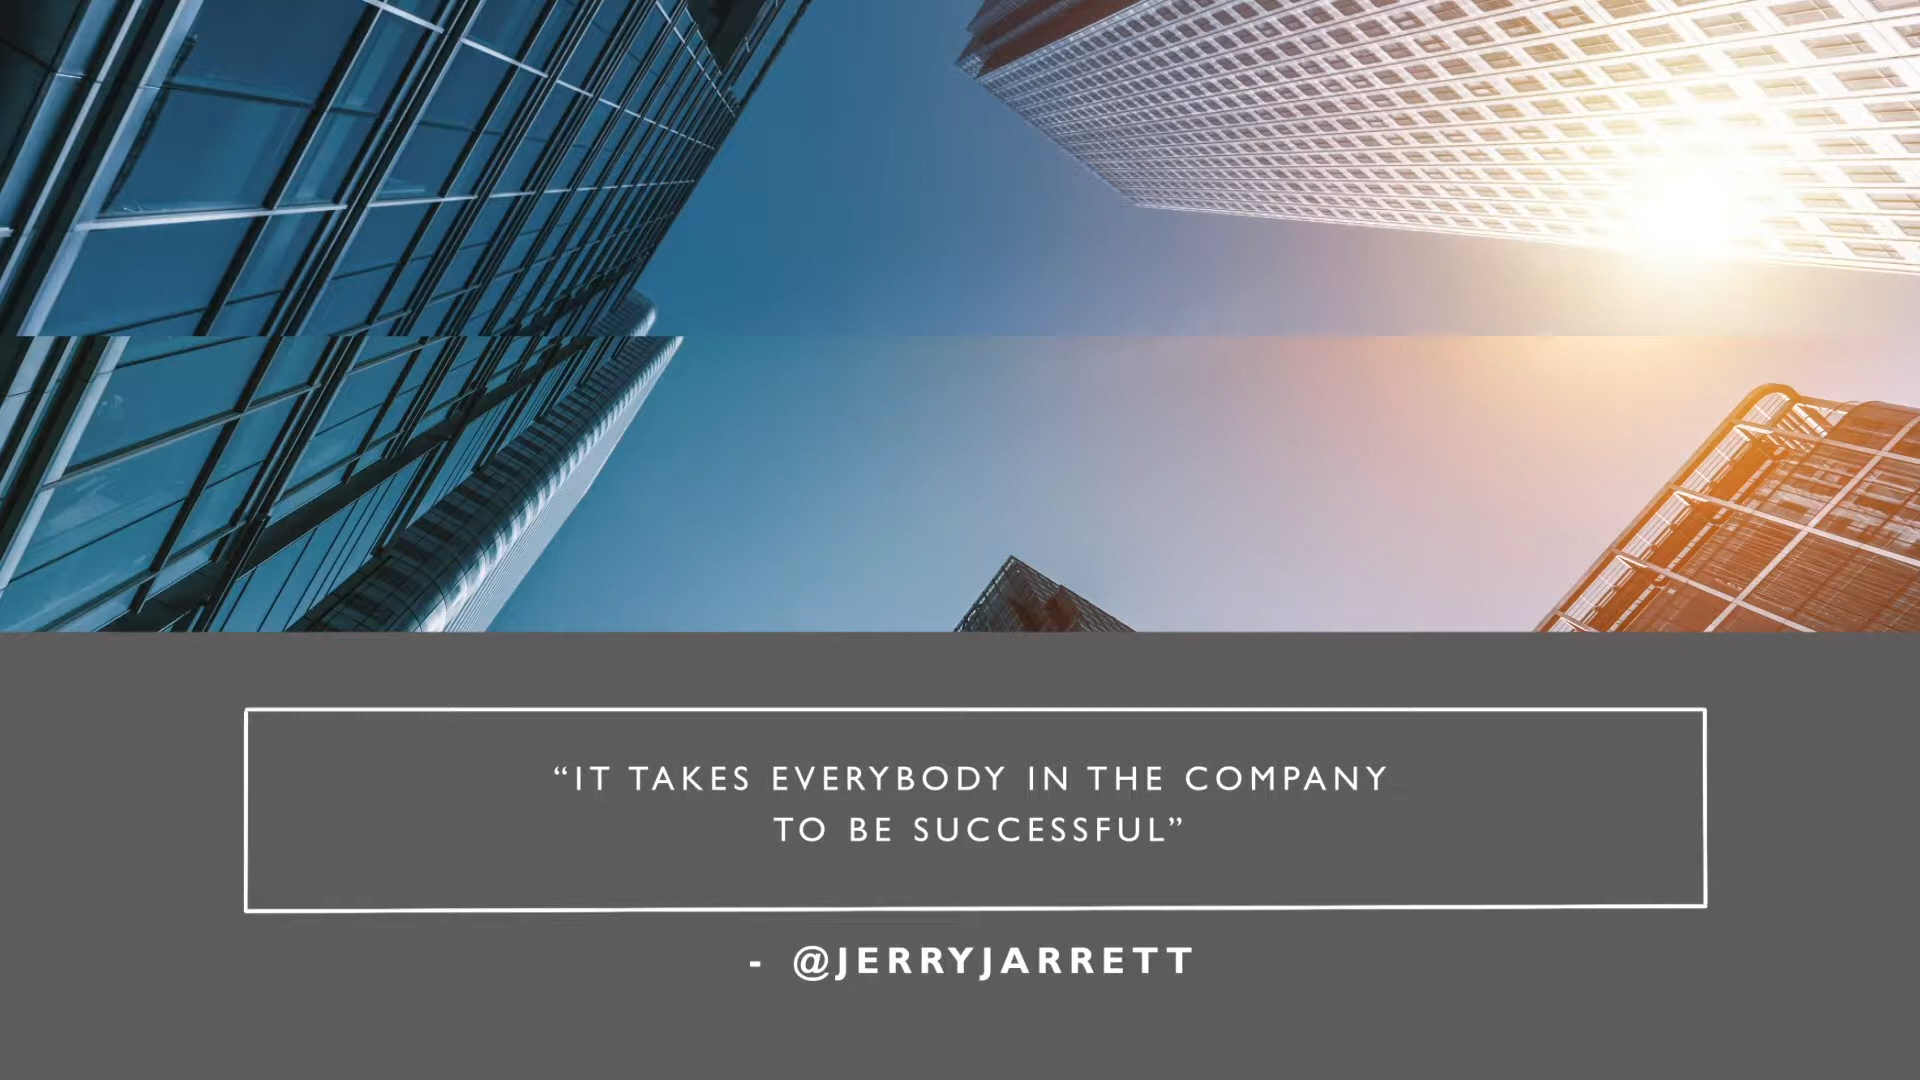 “IT TAKES EVERYBODY IN THE COMPANY
TO BE SUCCESSFUL”
- @JERRYJARRETT